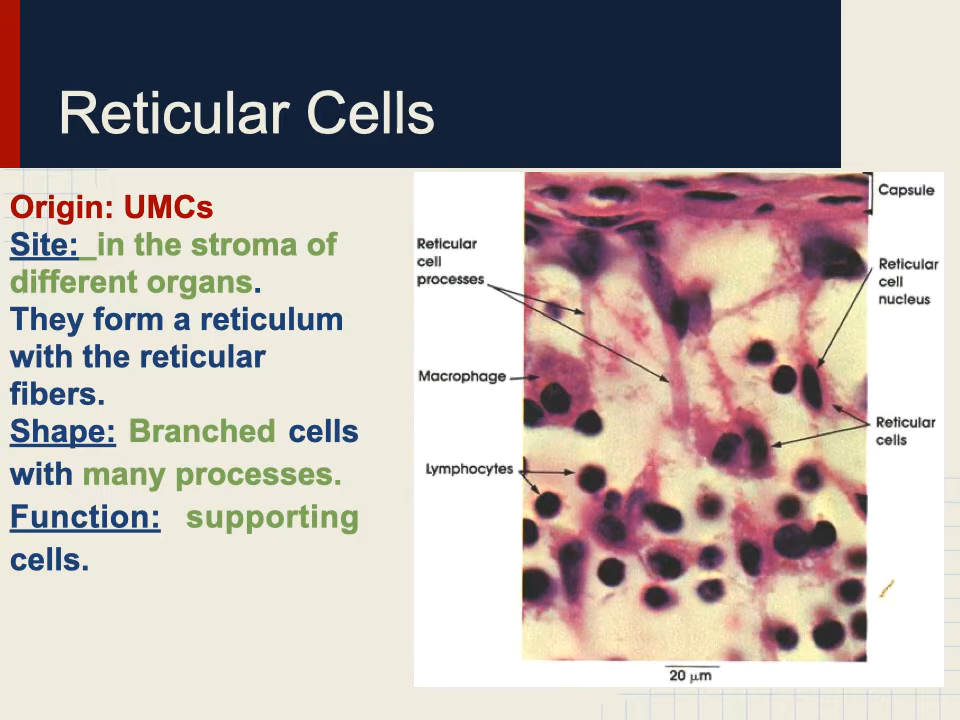 Reticular Cells
Origin: UMCs
Site: in the stroma of
different organs.
They form a reticulum
with the reticular
fibers.
Shape: Branched cells
with many processes.
Function: supporting
cells.
Capsule
Reticular
cell
processes
Reticular
cell
nucleus
Macrophage
Reticular
cells
Lymphocytes
20 μm